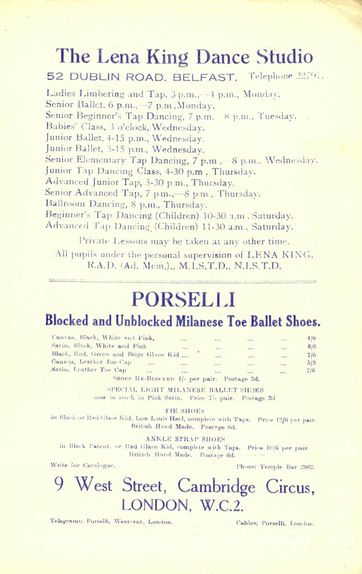 The Lena King Dance Studio
52 DUBLIN ROAD, BELFAST. Telephone 22791.
Ladies Limbering and Tap, 3 p.m.,—4 p.m., Monday.
Senior Ballet, 6 p.m.,—7 p.m., Monday.
Senior Beginner's Tap Dancing, 7 p.m. 8 p.m., Tuesday.
Babies' Class, 3 o'clock, Wednesday.
Junior Ballet, 4-15 p.m., Wednesday.
Junior Ballet, 5-15 p.m., Wednesday.
Senior Elementary Tap Dancing, 7 p.m,—8 p.m., Wednesday.
Junior Tap Dancing Class, 4-30 p.m , Thursday.
Advanced Junior Tap, 5-30 p m., Thursday.
Senior Advanced Tap, 7 p.m.,—8 p.m., Thursday.
Ballroom Dancing, 8 p.m., Thursday.
Beginner's Tap Dancing (Children) 10-30 a.m , Saturday.
Advanced Tap Dancing (Children) 11-30 a.m., Saturday.
Private Lessons may be taken at any other time.
All pupils under the personal supervision of LENA KING,
R.A.D. (Ad. Mem.),, M.I.S.T.D., N.I.S.T.D.
PORSELLI
Blocked and Unblocked Milanese Toe Ballet Shoes.
Canvas, Black, White and Pink, ... ... ... ... 4/6
Satin, Black, White and Pink ... ... ... ... 6/6
Black, Red, Green and Beige Glace Kid ... ... ... ... 7/6
Canvas, Leather Toe Cap ... ... ... ... ...
Satin, Leather Toe Cap ... ... ... ... ... 7/6
SHOES RE-BLOCKED 1/- per pair. Postage 3d.
SPECIAL LIGHT MILANESE BALLET SHOES
now in stock in Pink Satin. Price 7/- pair. Postage 3d.
TIE SHOES
in Black or Red Glace Kid, Low Louis Heel, complete with Taps. Price 12/6 per pair.
British Hand Made. Postage 6d.
ANKLE STRAP SHOES
in Black Patent, or Red Glace Kid, complete with Taps. Price 10/6 per pair.
British Hand Made. Postage 6d.
Write for Catalogue. Phone: Temple Bar
9 West Street, Cambridge Circus,
LONDON, W.C.2.
Telegrams: Porselli, Westcent, London. Cables: Porselli, London.